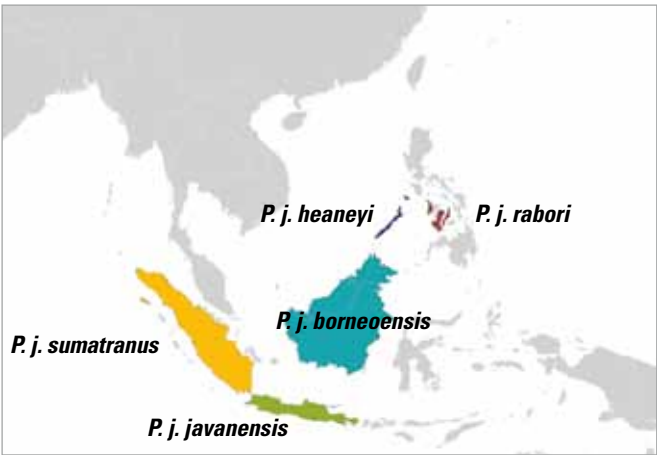 P. j. heaneyi
P. j. rabori
P. j. borneoensis
P. j. sumatranus
P. j. javanensis